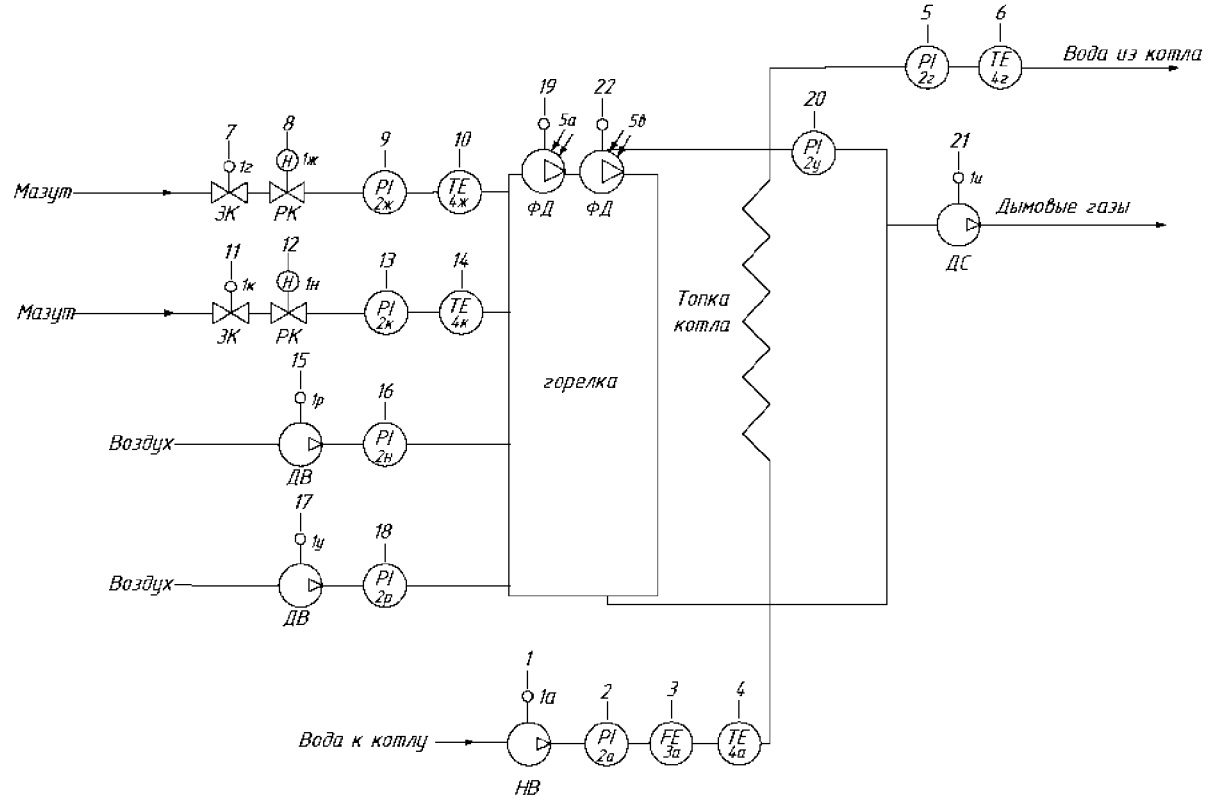 5
6
PI
2г
TE
4г
Вода из котла
19
22
20
5а
5в
PI
2у
7
8
9
10
21
1г
Н
1ж
1и
Мазут
PI
2ж
TE
4ж
ЭК
РК
ФД
ФД
Дымовые газы
ДС
11
12
13
14
1к
Н
1н
Мазут
PI
2к
TE
4к
ЭК
РК
Топка
котла
15
16
1р
горелка
Воздух
PI
2н
ДВ
17
18
1у
Воздух
PI
2р
ДВ
1
2
3
4
1а
Вода к котлу
PI
2а
FE
3а
TE
4а
НВ